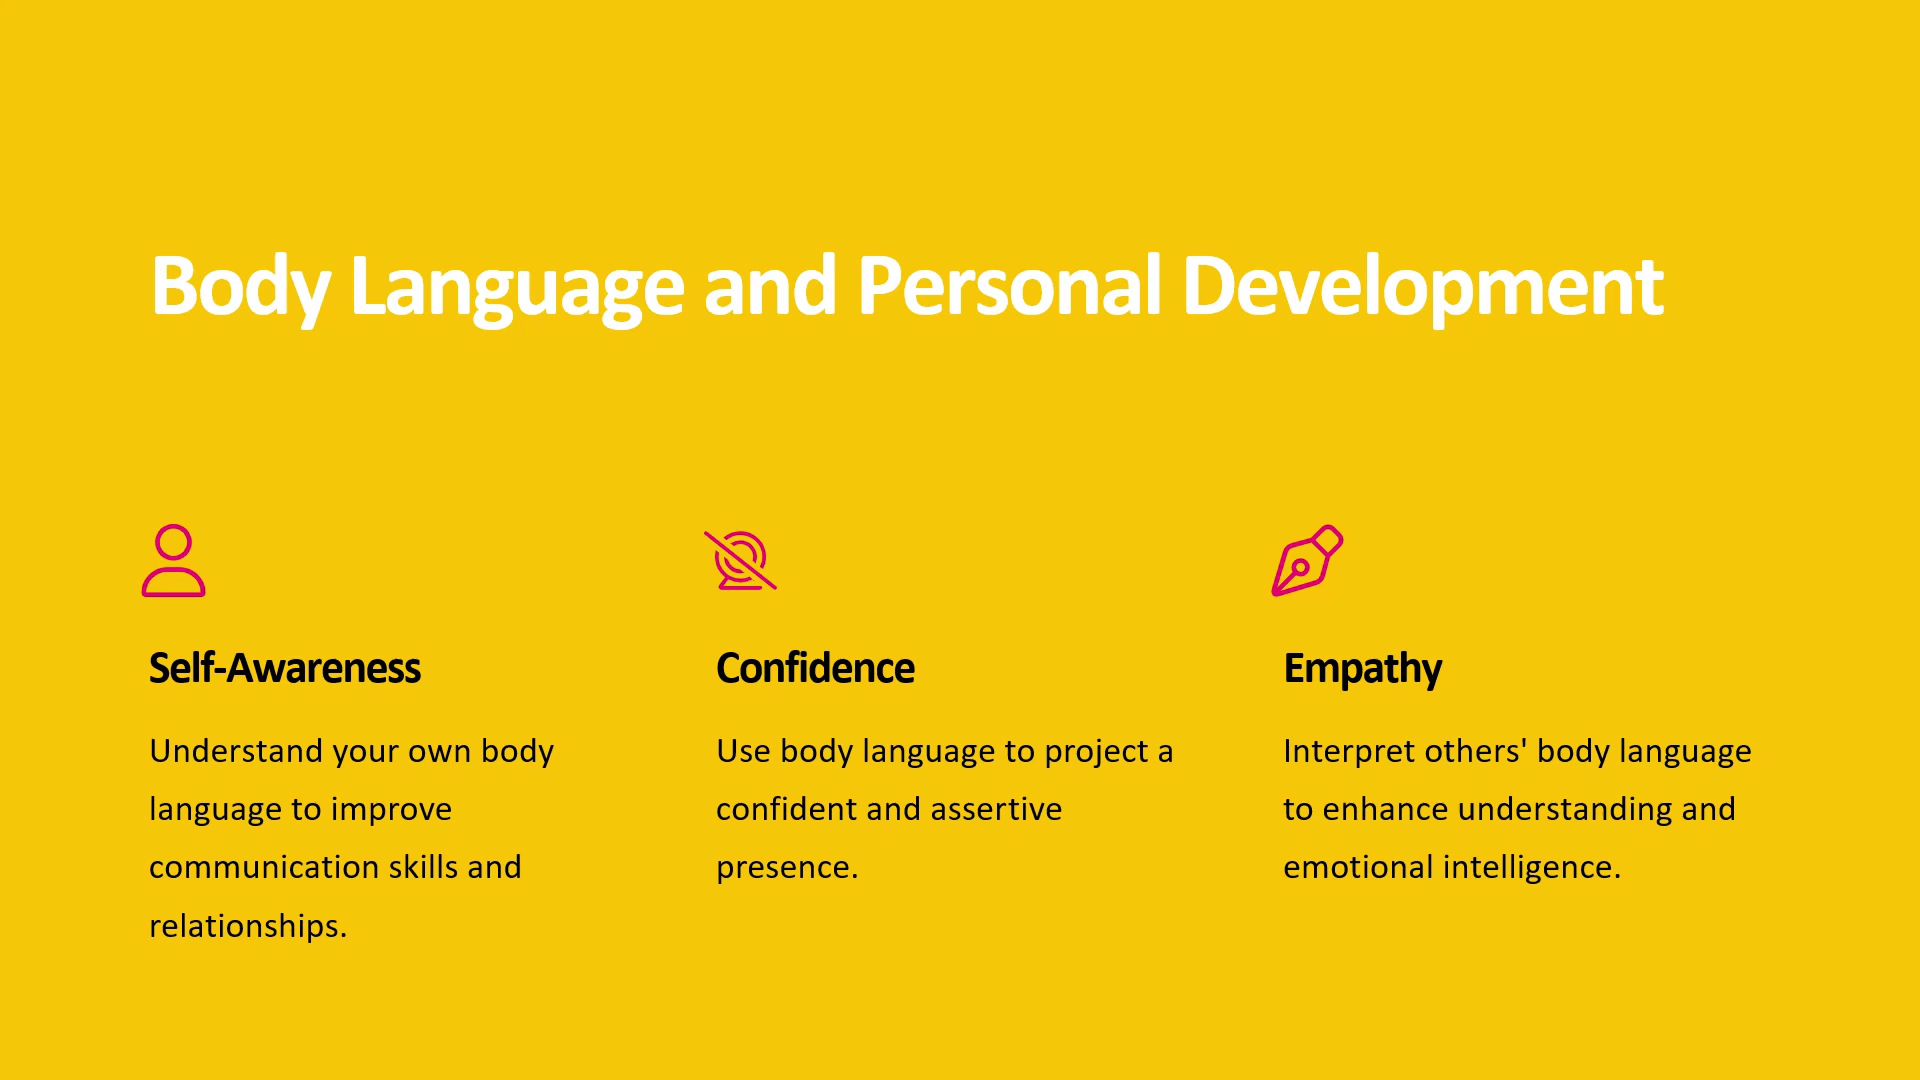 Body Language and Personal Development
Self-Awareness
Understand your own body
language to improve
communication skills and
relationships.
Confidence
Use body language to project a
confident and assertive
presence.
Empathy
Interpret others' body language
to enhance understanding and
emotional intelligence.